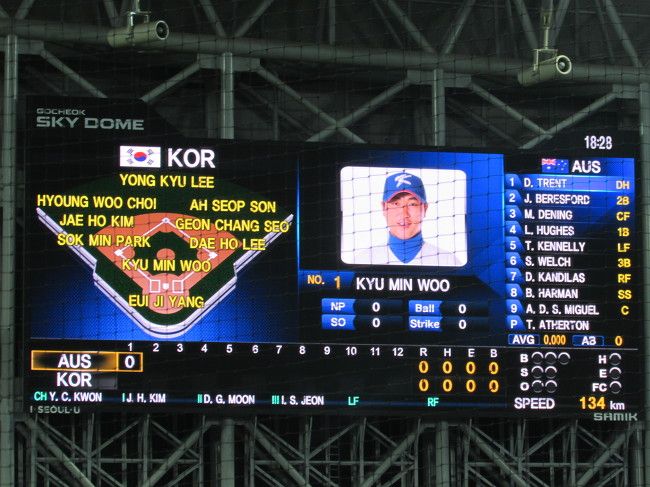 GOCHEOK
SKY DOME
18:28
KOR
YONG KYU LEE
HYOUNG WOO CHOI AH SEOP SON
JAE HO KIM GEON CHANG SEO
SOK MIN PARK DAE HO LEE
KYU MIN WOO
EUI JI YANG
NO. 1 KYU MIN WOO
NP 0 Ball 0
SO 0 Strike 0
AUS
1 D. TRENT DH
2 J. BERESFORD 2B
3 M. DENING CF
4 L. HUGHES 1B
5 T. KENNELLY LF
6 S. WELCH 3B
7 D. KANDILAS RF
8 B. HARMAN SS
9 A. D. S. MIGUEL C
P T. ATHERTON
AVG 0,000 AB 0
1 2 3 4 5 6 7 8 9 10 11 12 R H E B
AUS 0 0 0 0 0
KOR 0 0 0 0
B H
S E
O FC
CH Y. C. KWON I J. H. KIM II D. G. MOON III I. S. JEON LF RF
SPEED 134 km
SEOUL
SAMIK